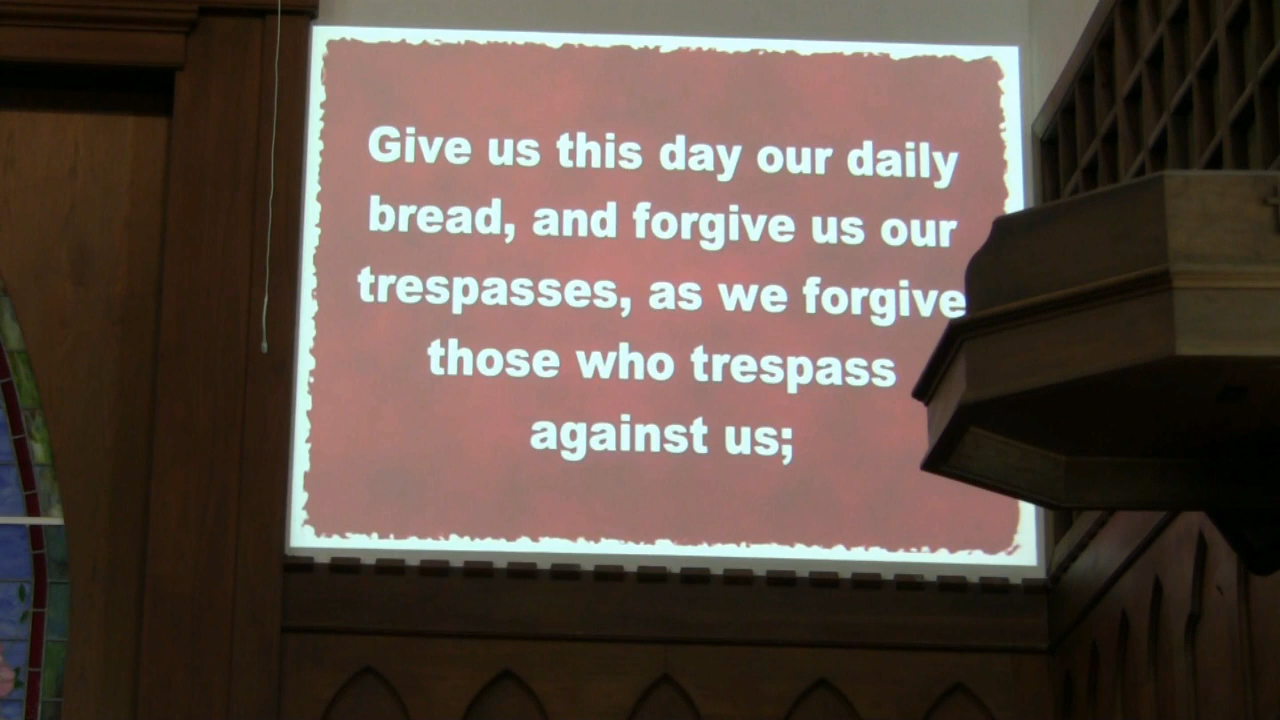 Give us this day our daily
bread, and forgive us our
trespasses, as we forgive
those who trespass
against us;